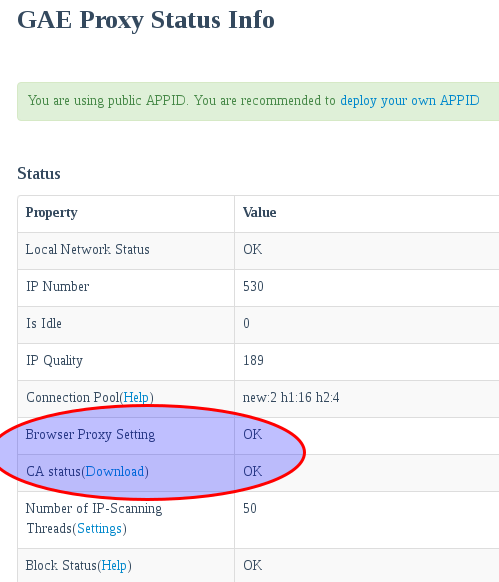 GAE Proxy Status Info
You are using public APPID. You are recommended to deploy your own APPID
Status
Property Value
Local Network Status OK
IP Number 530
Is Idle 0
IP Quality 189
Connection Pool(Help) new:2 h1:16 h2:4
Browser Proxy Setting OK
CA status(Download) OK
Number of IP-Scanning 50
Threads(Settings)
Block Status(Help) OK